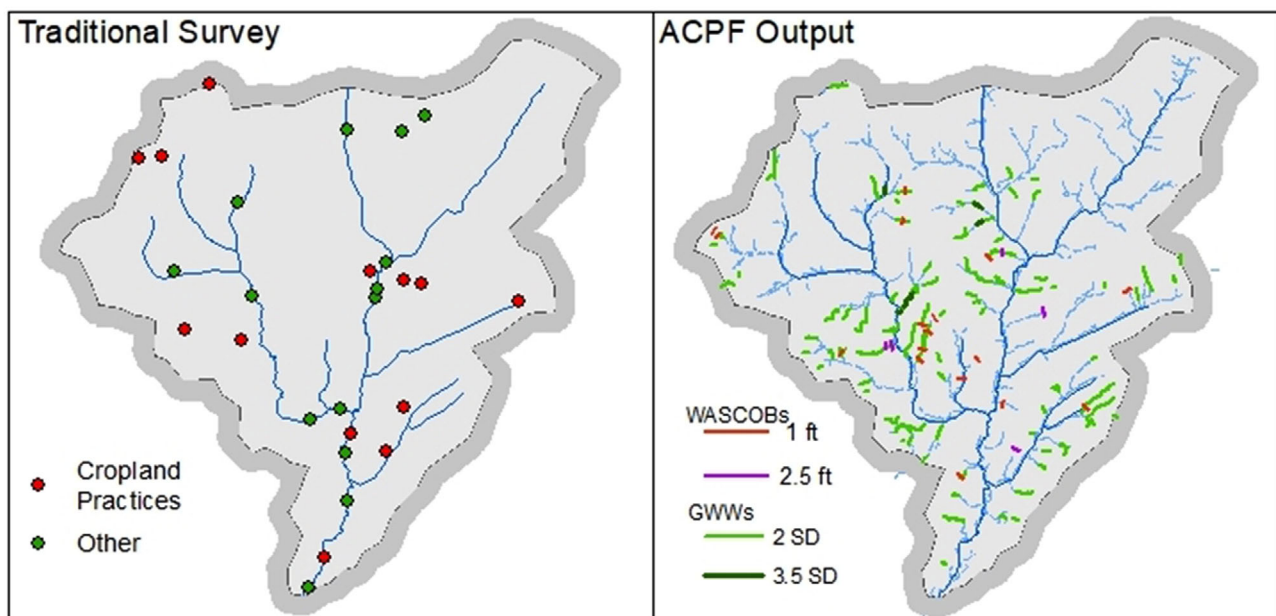 Traditional Survey
Cropland
Practices
Other
ACPF Output
WASCOBs
1 ft
2.5 ft
GWWs
2 SD
3.5 SD